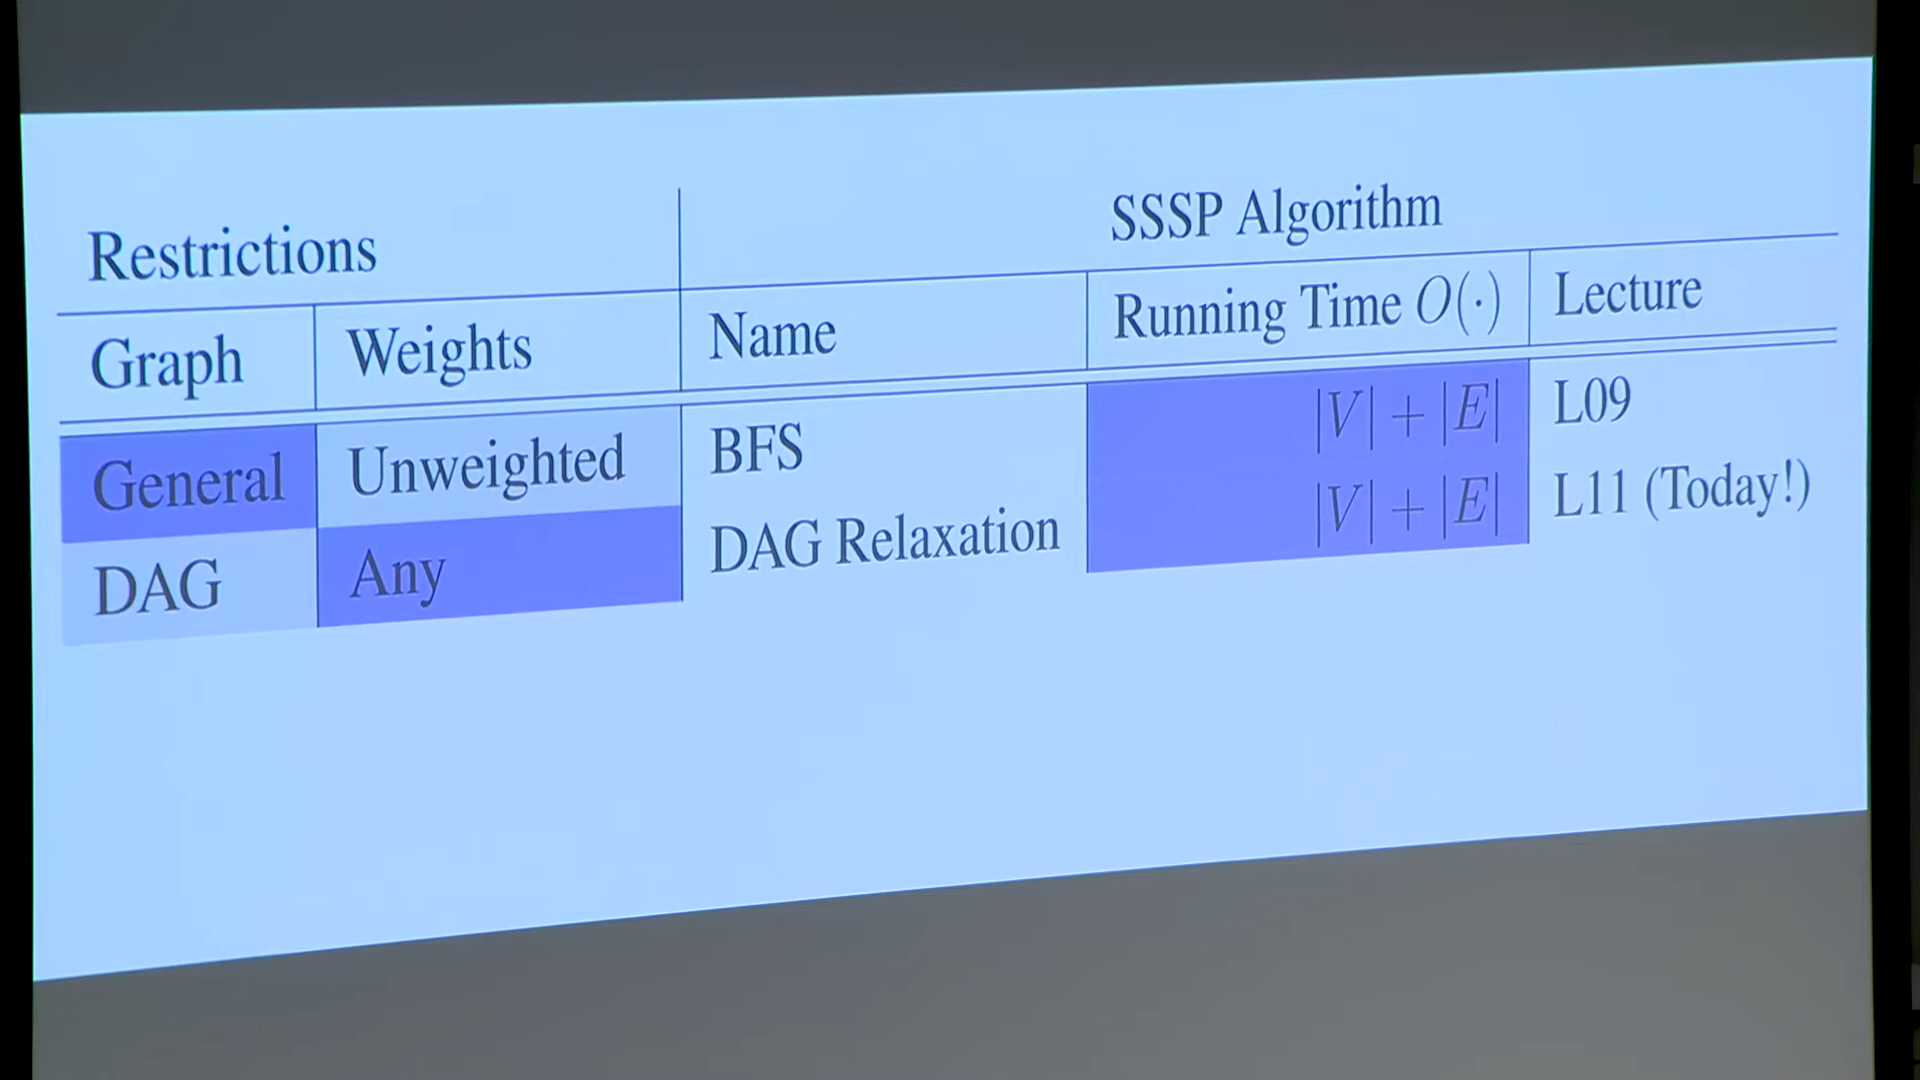 Restrictions SSSP Algorithm
Graph Weights Name Running Time O(·) Lecture
General Unweighted BFS |V| + |E| L09
DAG Any DAG Relaxation |V| + |E| L11 (Today!)